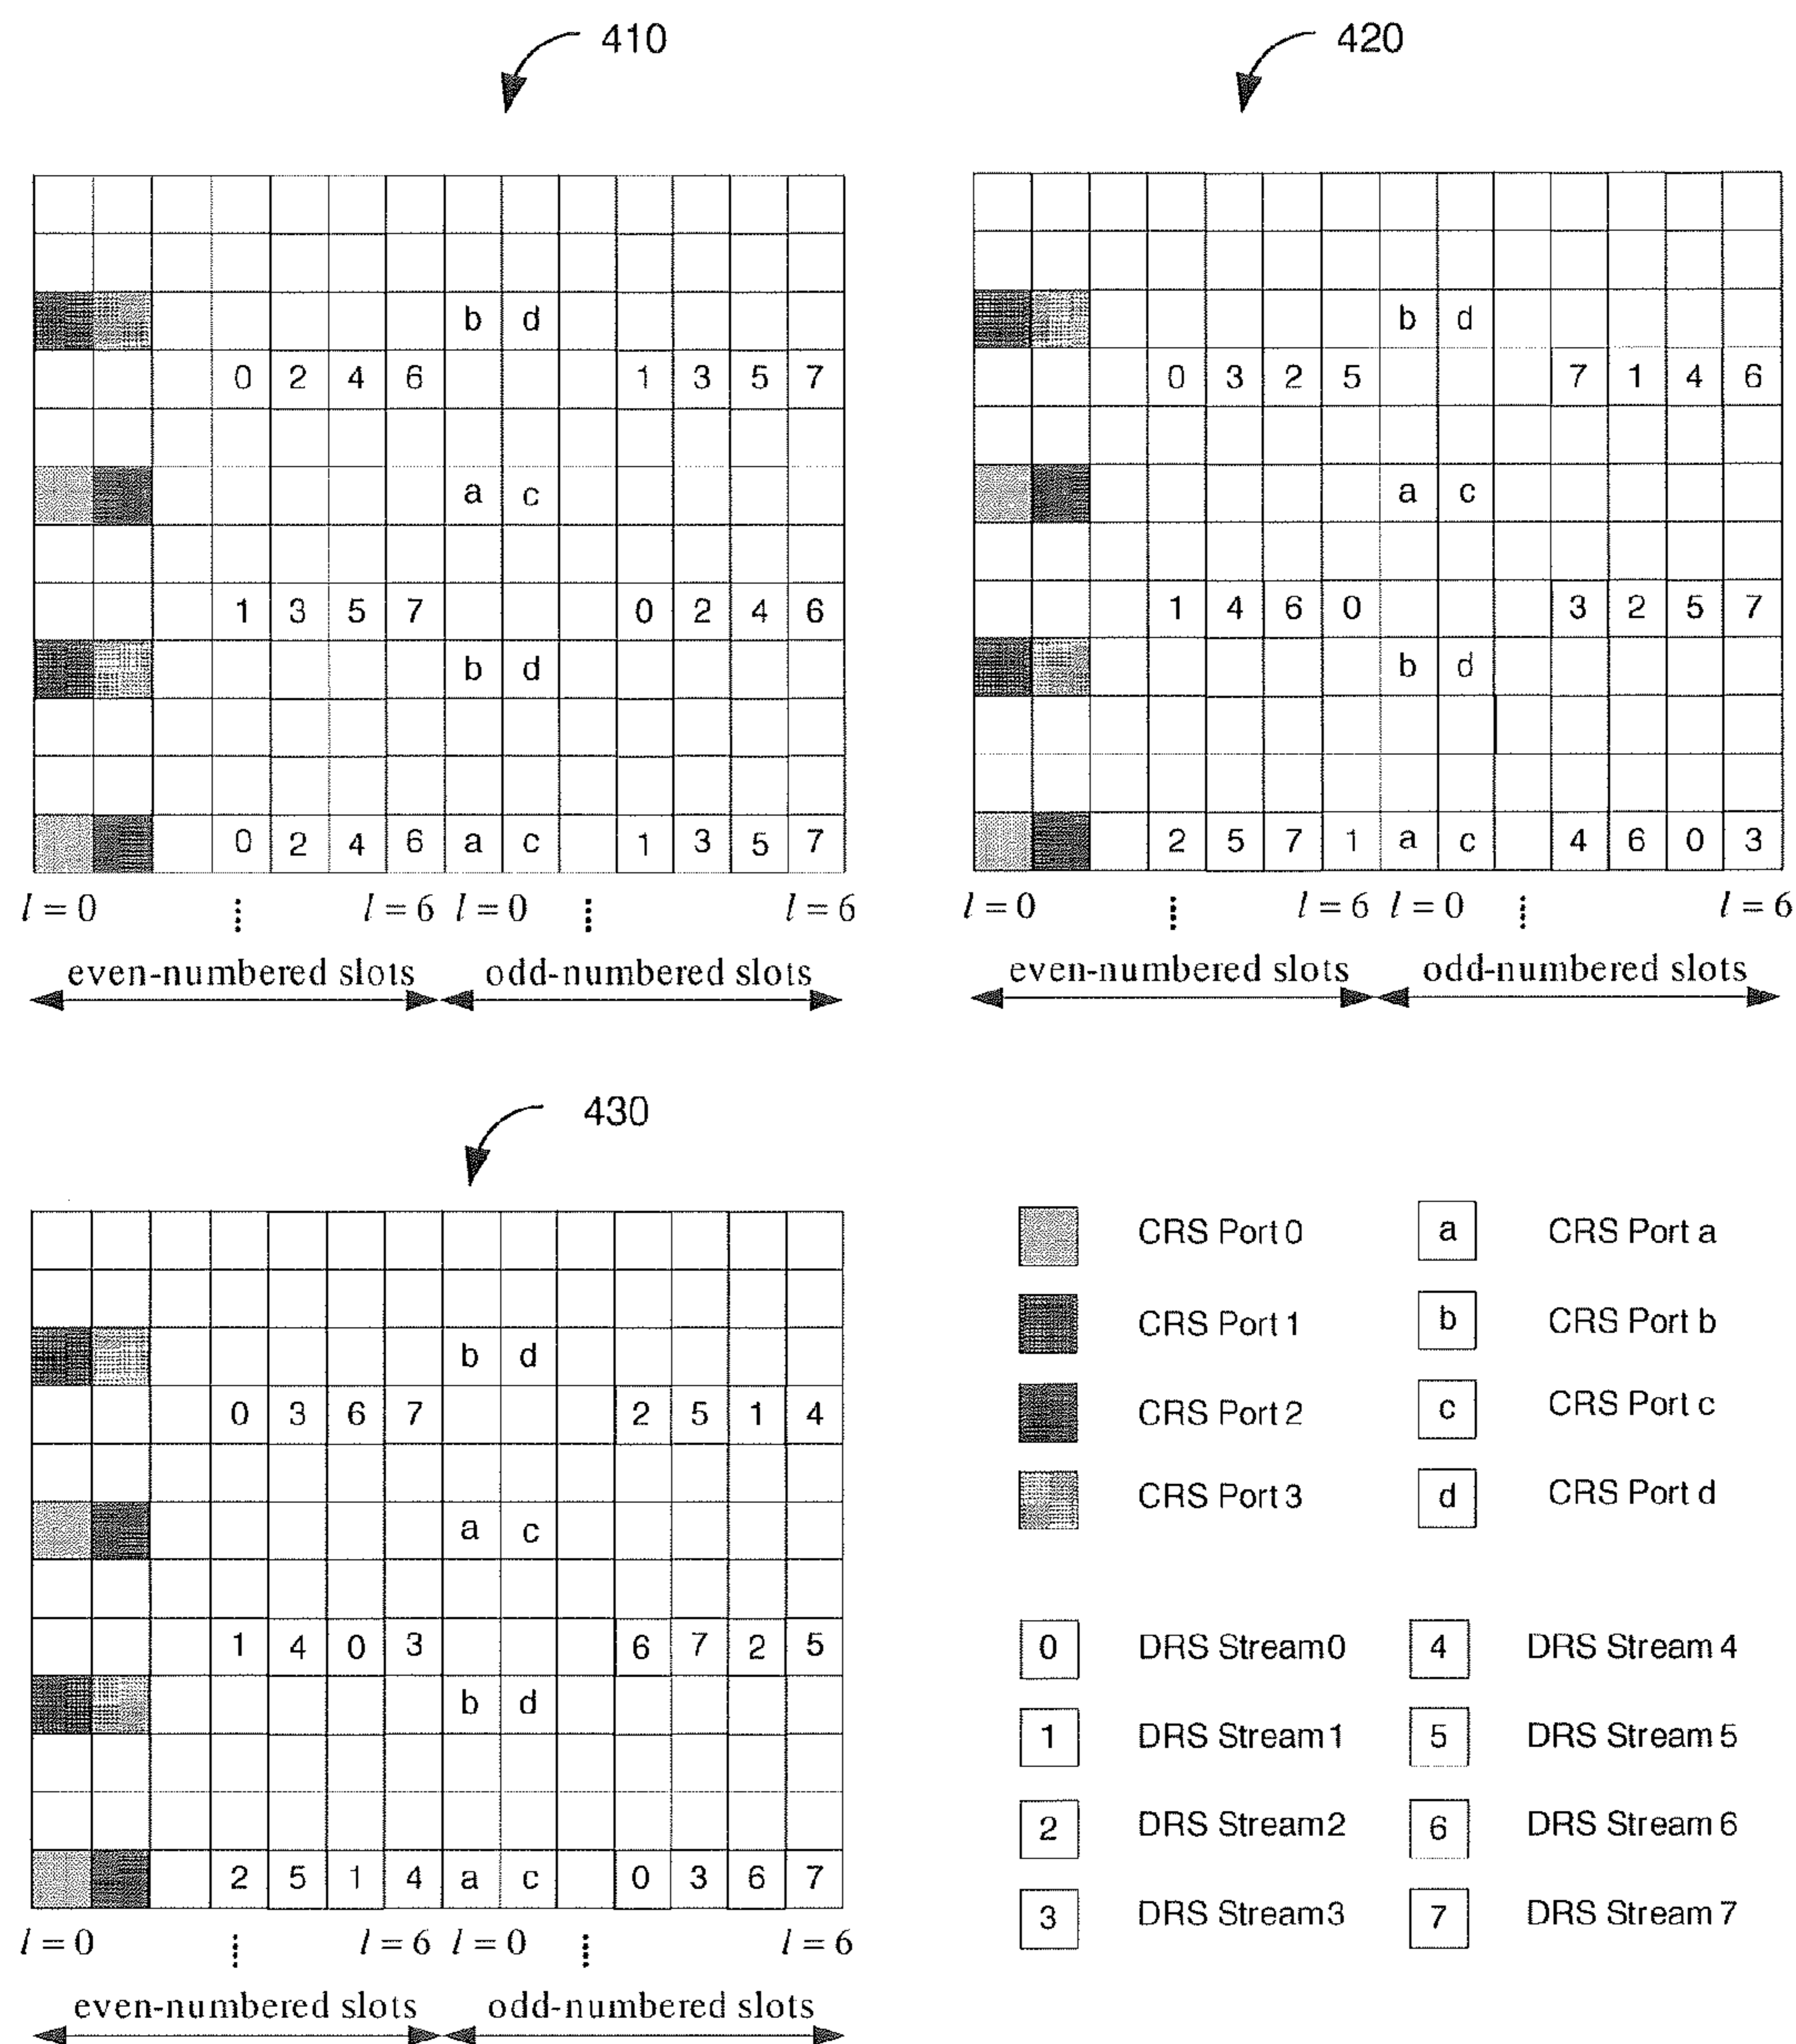 410
420
b d
0 2 4 6 1 3 5 7
a c
1 3 5 7 0 2 4 6
b d
0 2 4 6 a c 1 3 5 7
l = 0 l = 6 l = 0 l = 6
even-numbered slots odd-numbered slots
b d
0 3 2 5 7 1 4 6
a c
1 4 6 0 3 2 5 7
b d
2 5 7 1 a c 4 6 0 3
l = 0 l = 6 l = 0 l = 6
even-numbered slots odd-numbered slots
430
b d
0 3 6 7 2 5 1 4
a c
1 4 0 3 6 7 2 5
b d
2 5 1 4 a c 0 3 6 7
l = 0 l = 6 l = 0 l = 6
even-numbered slots odd-numbered slots
CRS Port 0 a CRS Port a
CRS Port 1 b CRS Port b
CRS Port 2 c CRS Port c
CRS Port 3 d CRS Port d
0 DRS Stream 0 4 DRS Stream 4
1 DRS Stream 1 5 DRS Stream 5
2 DRS Stream 2 6 DRS Stream 6
3 DRS Stream 3 7 DRS Stream 7